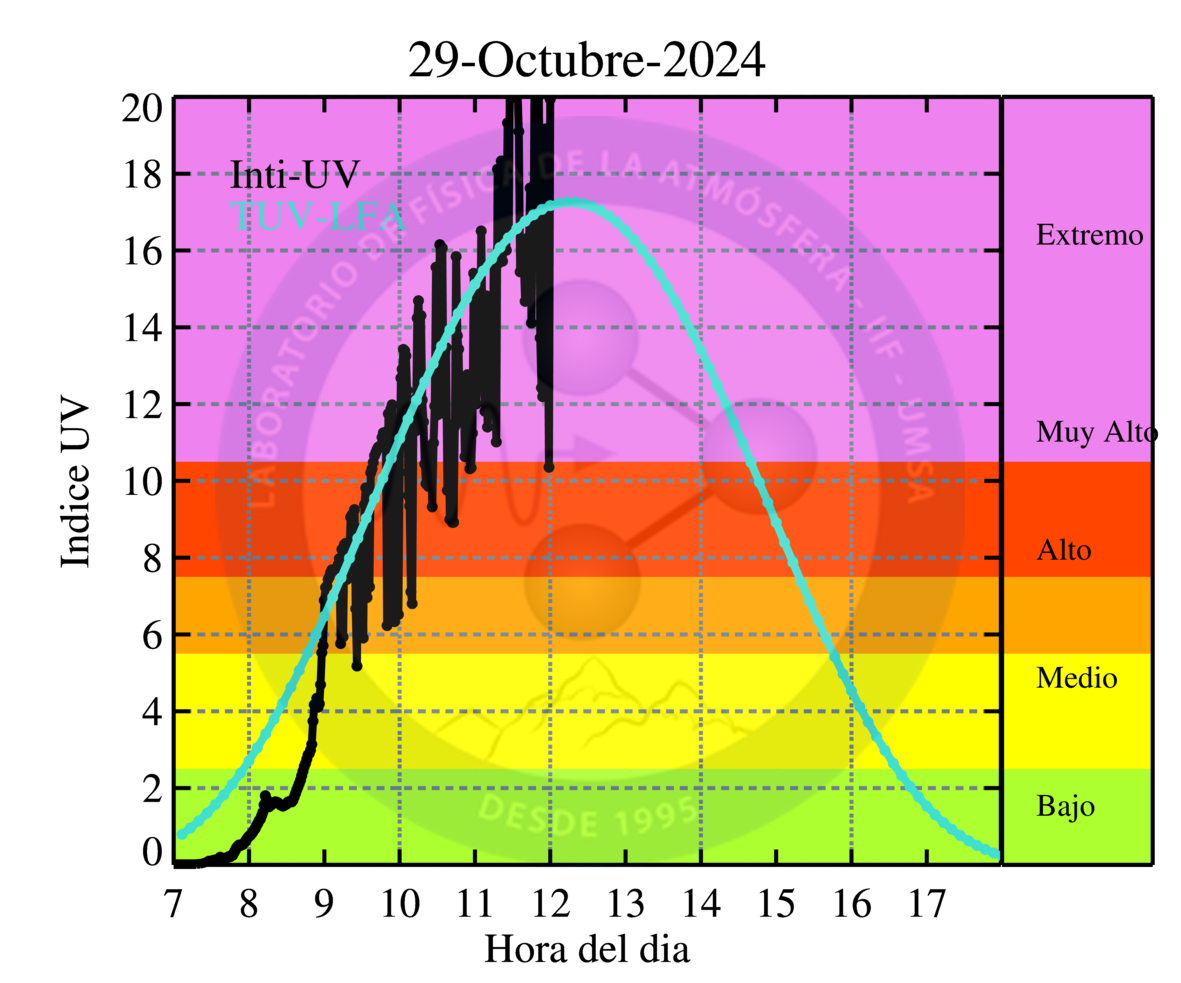 29-Octubre-2024
Inti-UV
TUV-LFA
LABORATORIO DE FÍSICA DE LA ATMÓSFERA - IIF - UMSA
DESDE 1995
Indice UV
20
18
16
14
12
10
8
6
4
2
0
Extremo
Muy Alto
Alto
Medio
Bajo
7 8 9 10 11 12 13 14 15 16 17
Hora del dia